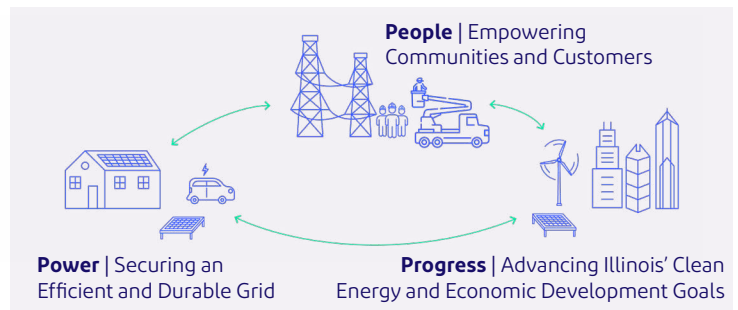 People | Empowering
Communities and Customers
Power | Securing an
Efficient and Durable Grid
Progress | Advancing Illinois’ Clean
Energy and Economic Development Goals